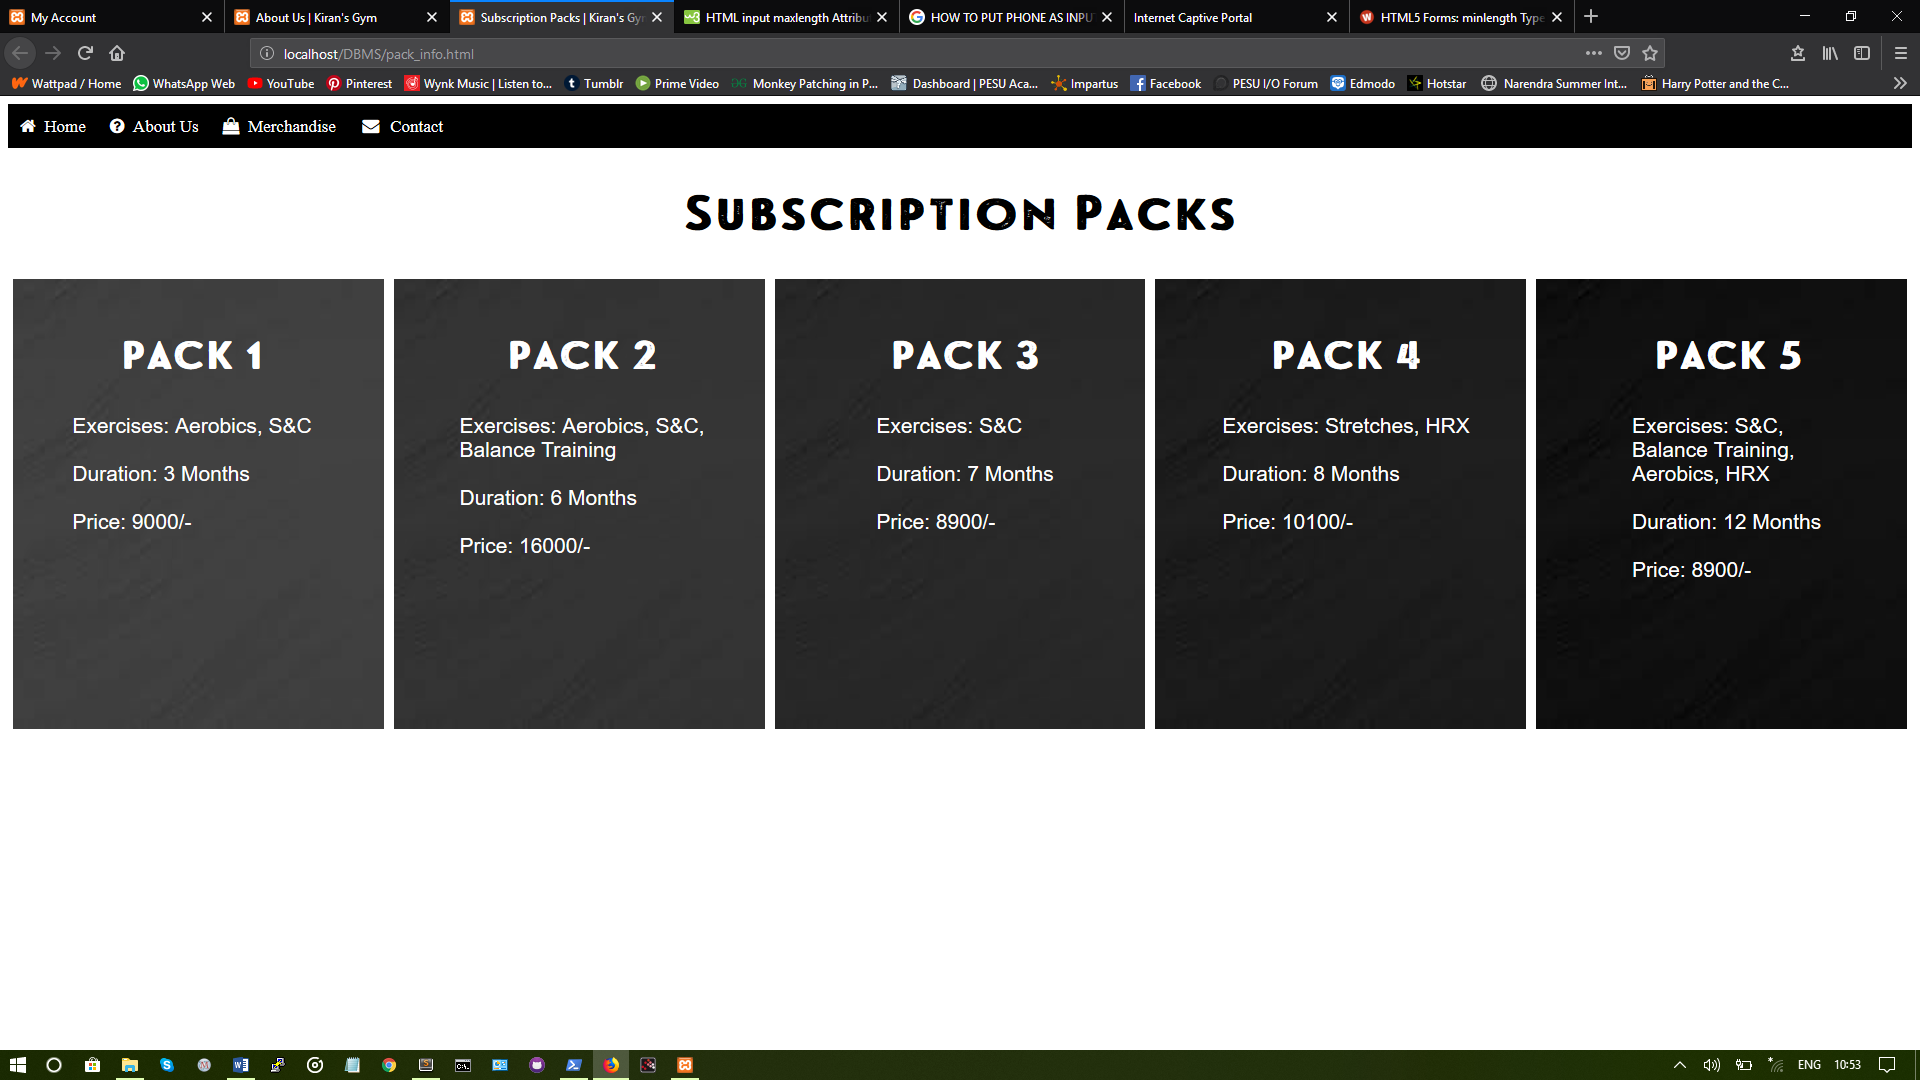 My Account
About Us | Kiran's Gym
Subscription Packs | Kiran's Gy
HTML input maxlength Attribu
HOW TO PUT PHONE AS INPU
Internet Captive Portal
HTML5 Forms: minlength Type
localhost/DBMS/pack_info.html
Wattpad / Home
WhatsApp Web
YouTube
Pinterest
Wynk Music | Listen to...
Tumblr
Prime Video
Monkey Patching in P...
Dashboard | PESU Aca...
Impartus
Facebook
PESU I/O Forum
Edmodo
Hotstar
Narendra Summer Int...
Harry Potter and the C...
Home
About Us
Merchandise
Contact
Subscription Packs
PACK 1
Exercises: Aerobics, S&C
Duration: 3 Months
Price: 9000/-
PACK 2
Exercises: Aerobics, S&C,
Balance Training
Duration: 6 Months
Price: 16000/-
PACK 3
Exercises: S&C
Duration: 7 Months
Price: 8900/-
PACK 4
Exercises: Stretches, HRX
Duration: 8 Months
Price: 10100/-
PACK 5
Exercises: S&C,
Balance Training,
Aerobics, HRX
Duration: 12 Months
Price: 8900/-
ENG
10:53